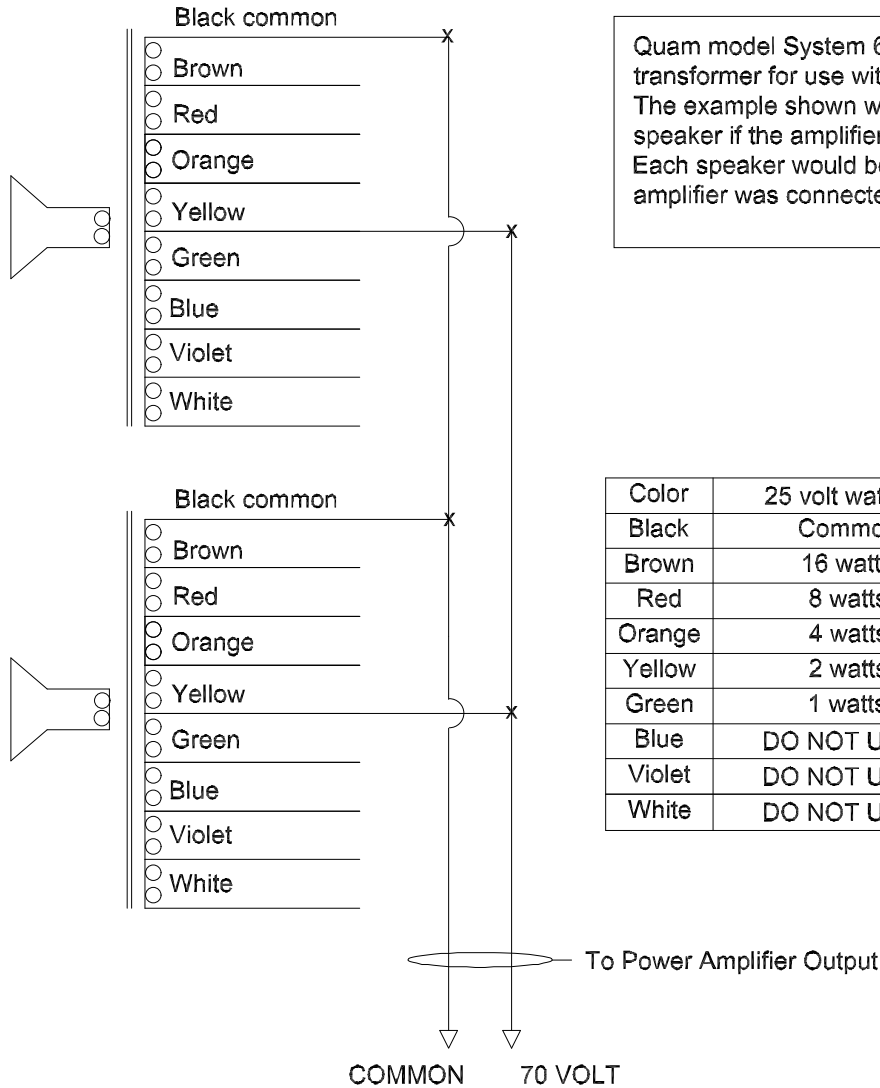 Black common
Brown
Red
Orange
Yellow
Green
Blue
Violet
White
Black common
Brown
Red
Orange
Yellow
Green
Blue
Violet
White
Quam model System 6
transformer for use wit
The example shown w
speaker if the amplifier
Each speaker would be
amplifier was connecte
Color 25 volt wat
Black Commo
Brown 16 watt
Red 8 watts
Orange 4 watts
Yellow 2 watts
Green 1 watts
Blue DO NOT U
Violet DO NOT U
White DO NOT U
To Power Amplifier Output
COMMON 70 VOLT